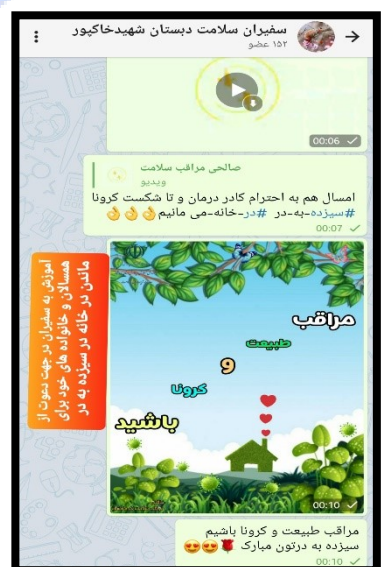 سفیران سلامت دبستان شهیدخاکپور
۱۵۲ عضو
00:06
صالحی مراقب سلامت
ویدیو
امسال هم به احترام کادر درمان و تا شکست کرونا
#سیزده-به-در #در-خانه-می مانیم👌👌👌
00:07
آموزش به سفیران در جهت دعوت از
همسالان و خانواده های خود برای
ماندن در خانه در سیزده به در
مراقب
طبیعت
و
کرونا
باشید
00:10
مراقب طبیعت و کرونا باشیم
سیزده به درتون مبارک 🌹😍😍
00:10